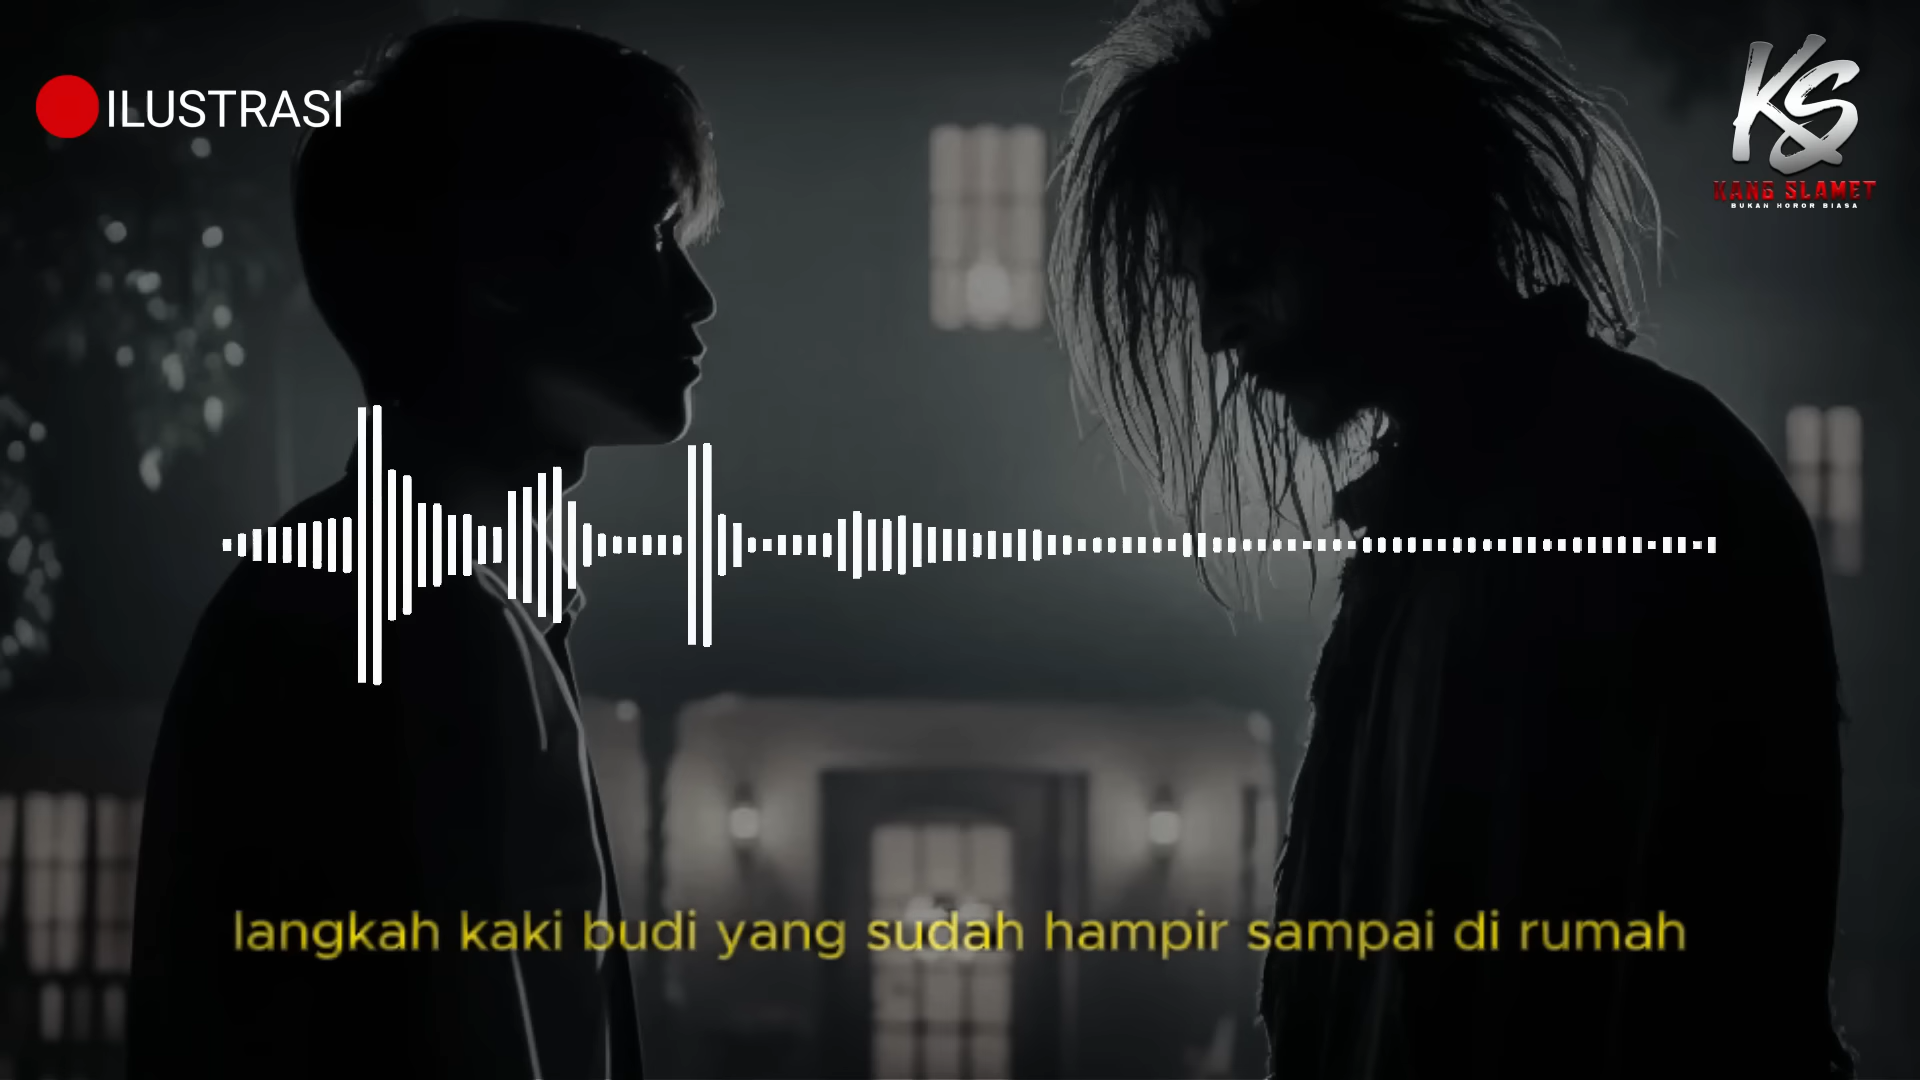 ILUSTRASI
KS
KANG SLAMET
BUKAN HOROR BIASA
langkah kaki budi yang sudah hampir sampai di rumah